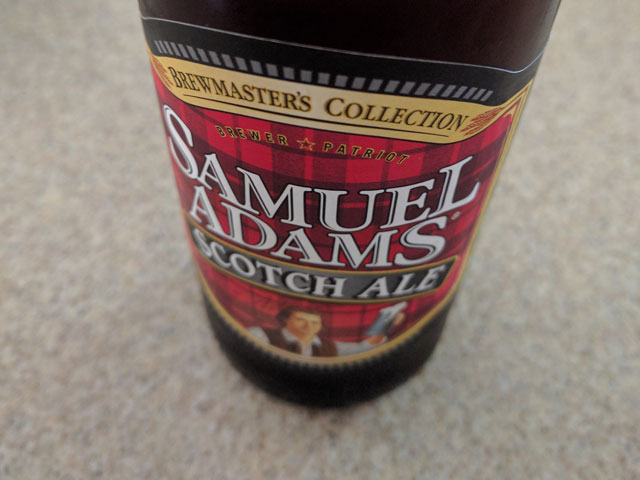 BREWMASTER'S COLLECTION
BREWER ☆ PATRIOT
SAMUEL
ADAMS®
SCOTCH ALE